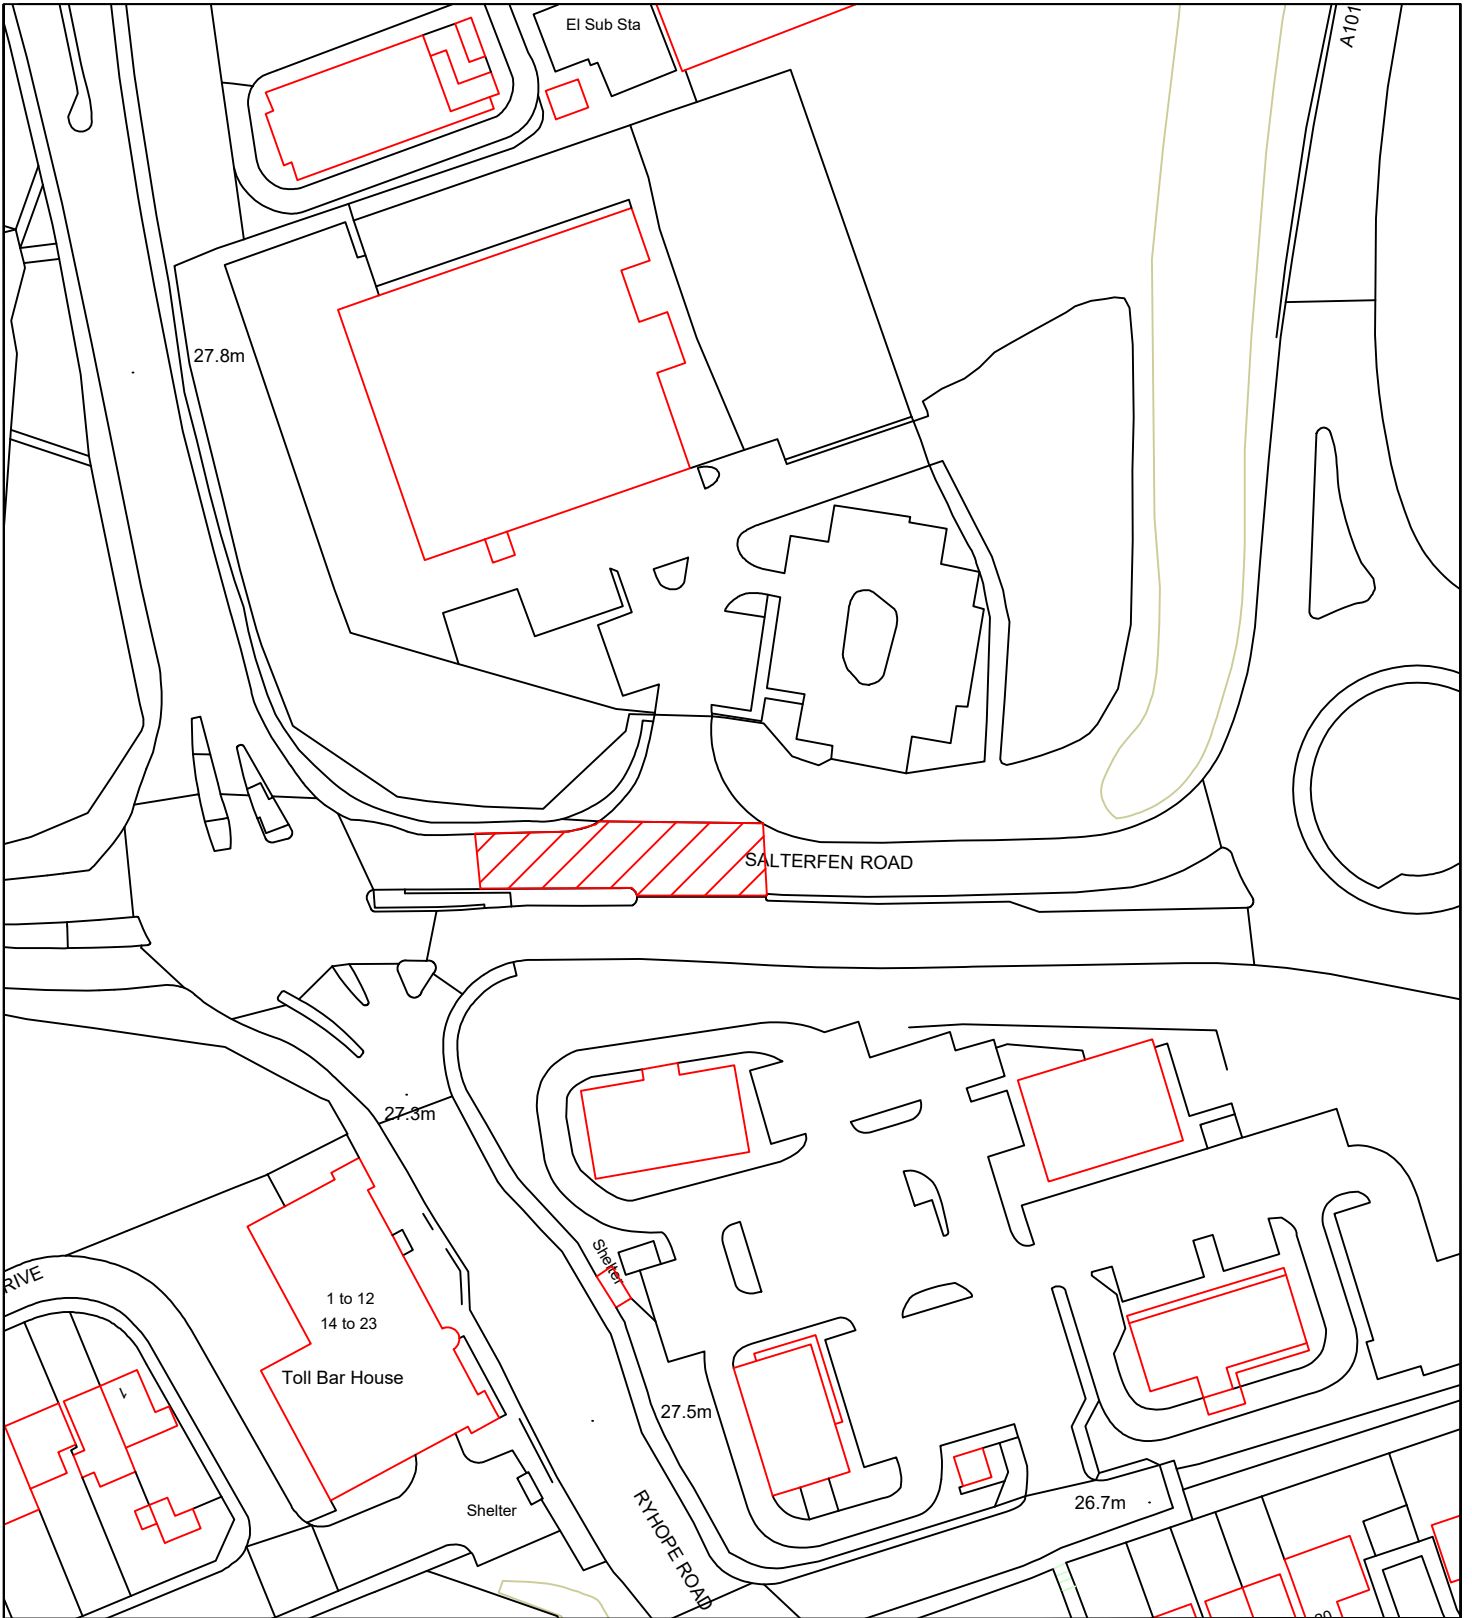 El Sub Sta
A101
27.8m
SALTERFEN ROAD
27.3m
Shelter
RIVE
1 to 12
14 to 23
Toll Bar House
1
27.5m
Shelter
RYHOPE ROAD
26.7m